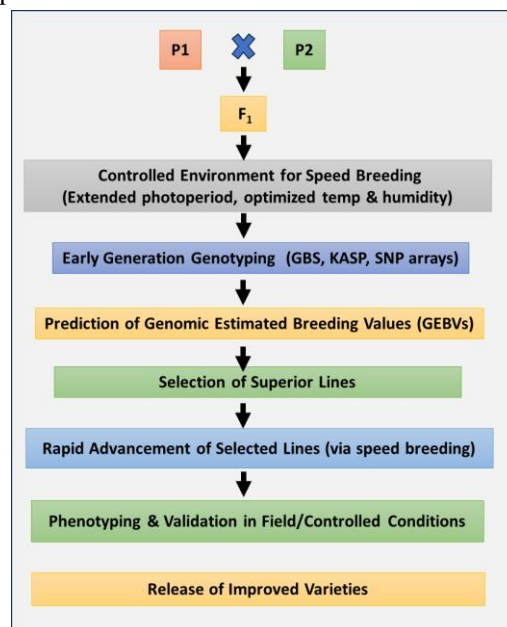 P1 P2
F1
Controlled Environment for Speed Breeding
(Extended photoperiod, optimized temp & humidity)
Early Generation Genotyping (GBS, KASP, SNP arrays)
Prediction of Genomic Estimated Breeding Values (GEBVs)
Selection of Superior Lines
Rapid Advancement of Selected Lines (via speed breeding)
Phenotyping & Validation in Field/Controlled Conditions
Release of Improved Varieties